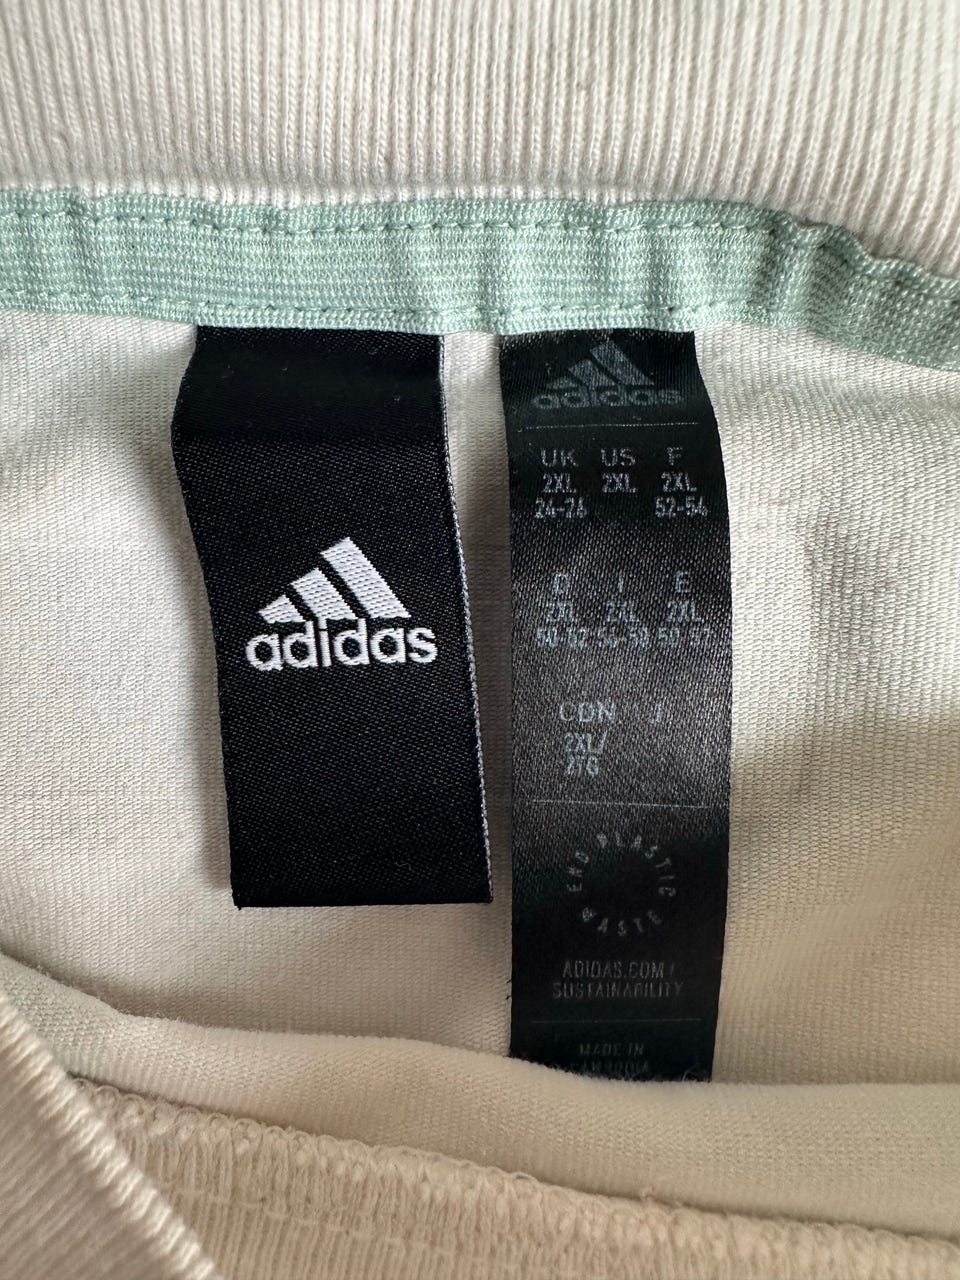 adidas
adidas
UK US F
2XL 2XL 2XL
24-26 52-54
D I E
2XL 2XL 2XL
CDN J
2XL/
END PLASTIC WASTE
ADIDAS.COM/
SUSTAINABILITY
MADE IN
CAMBODIA